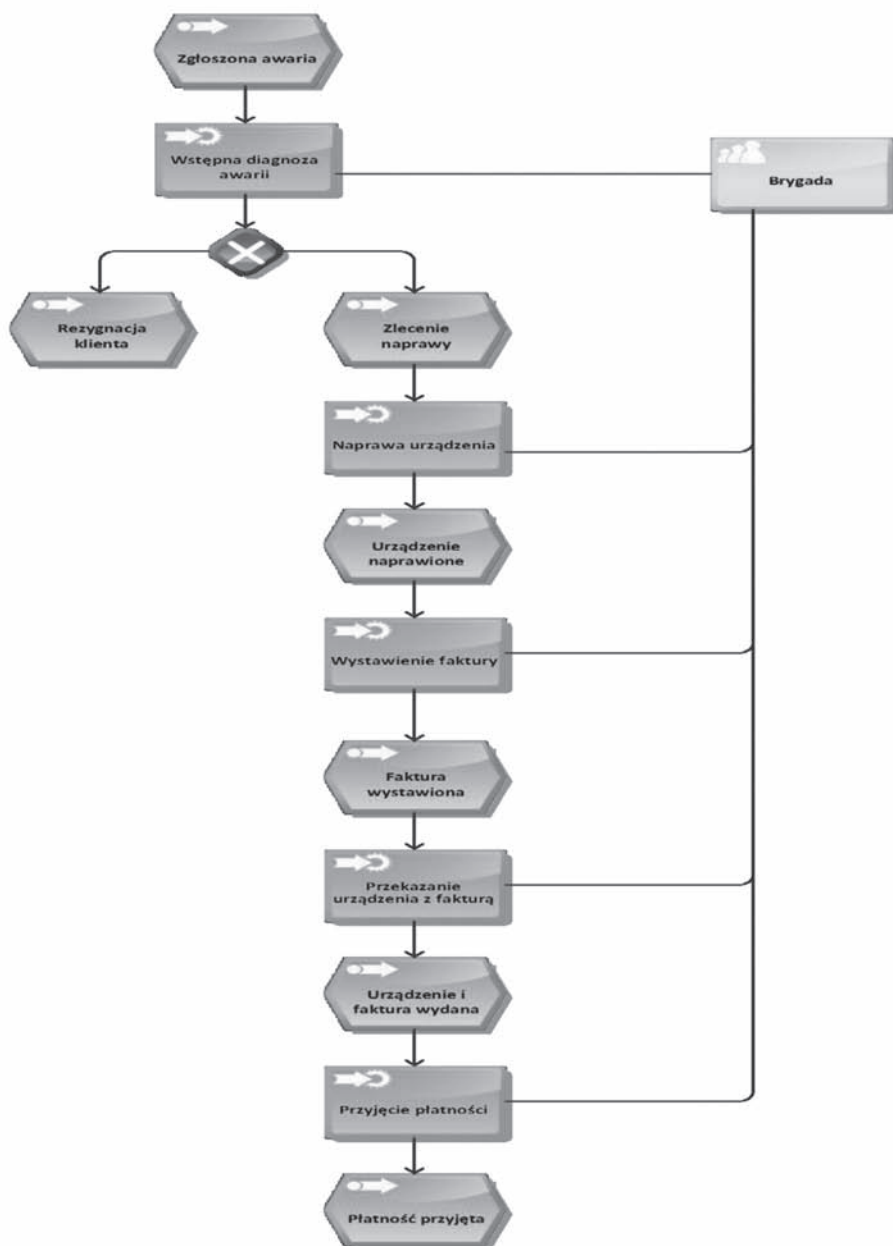 Zgłoszona awaria
Wstępna diagnoza
awarii
Brygada
Rezygnacja
klienta
Zlecenie
naprawy
Naprawa urządzenia
Urządzenie
naprawione
Wystawienie faktury
Faktura
wystawiona
Przekazanie
urządzenia z fakturą
Urządzenie i
faktura wydana
Przyjęcie płatności
Płatność przyjęta